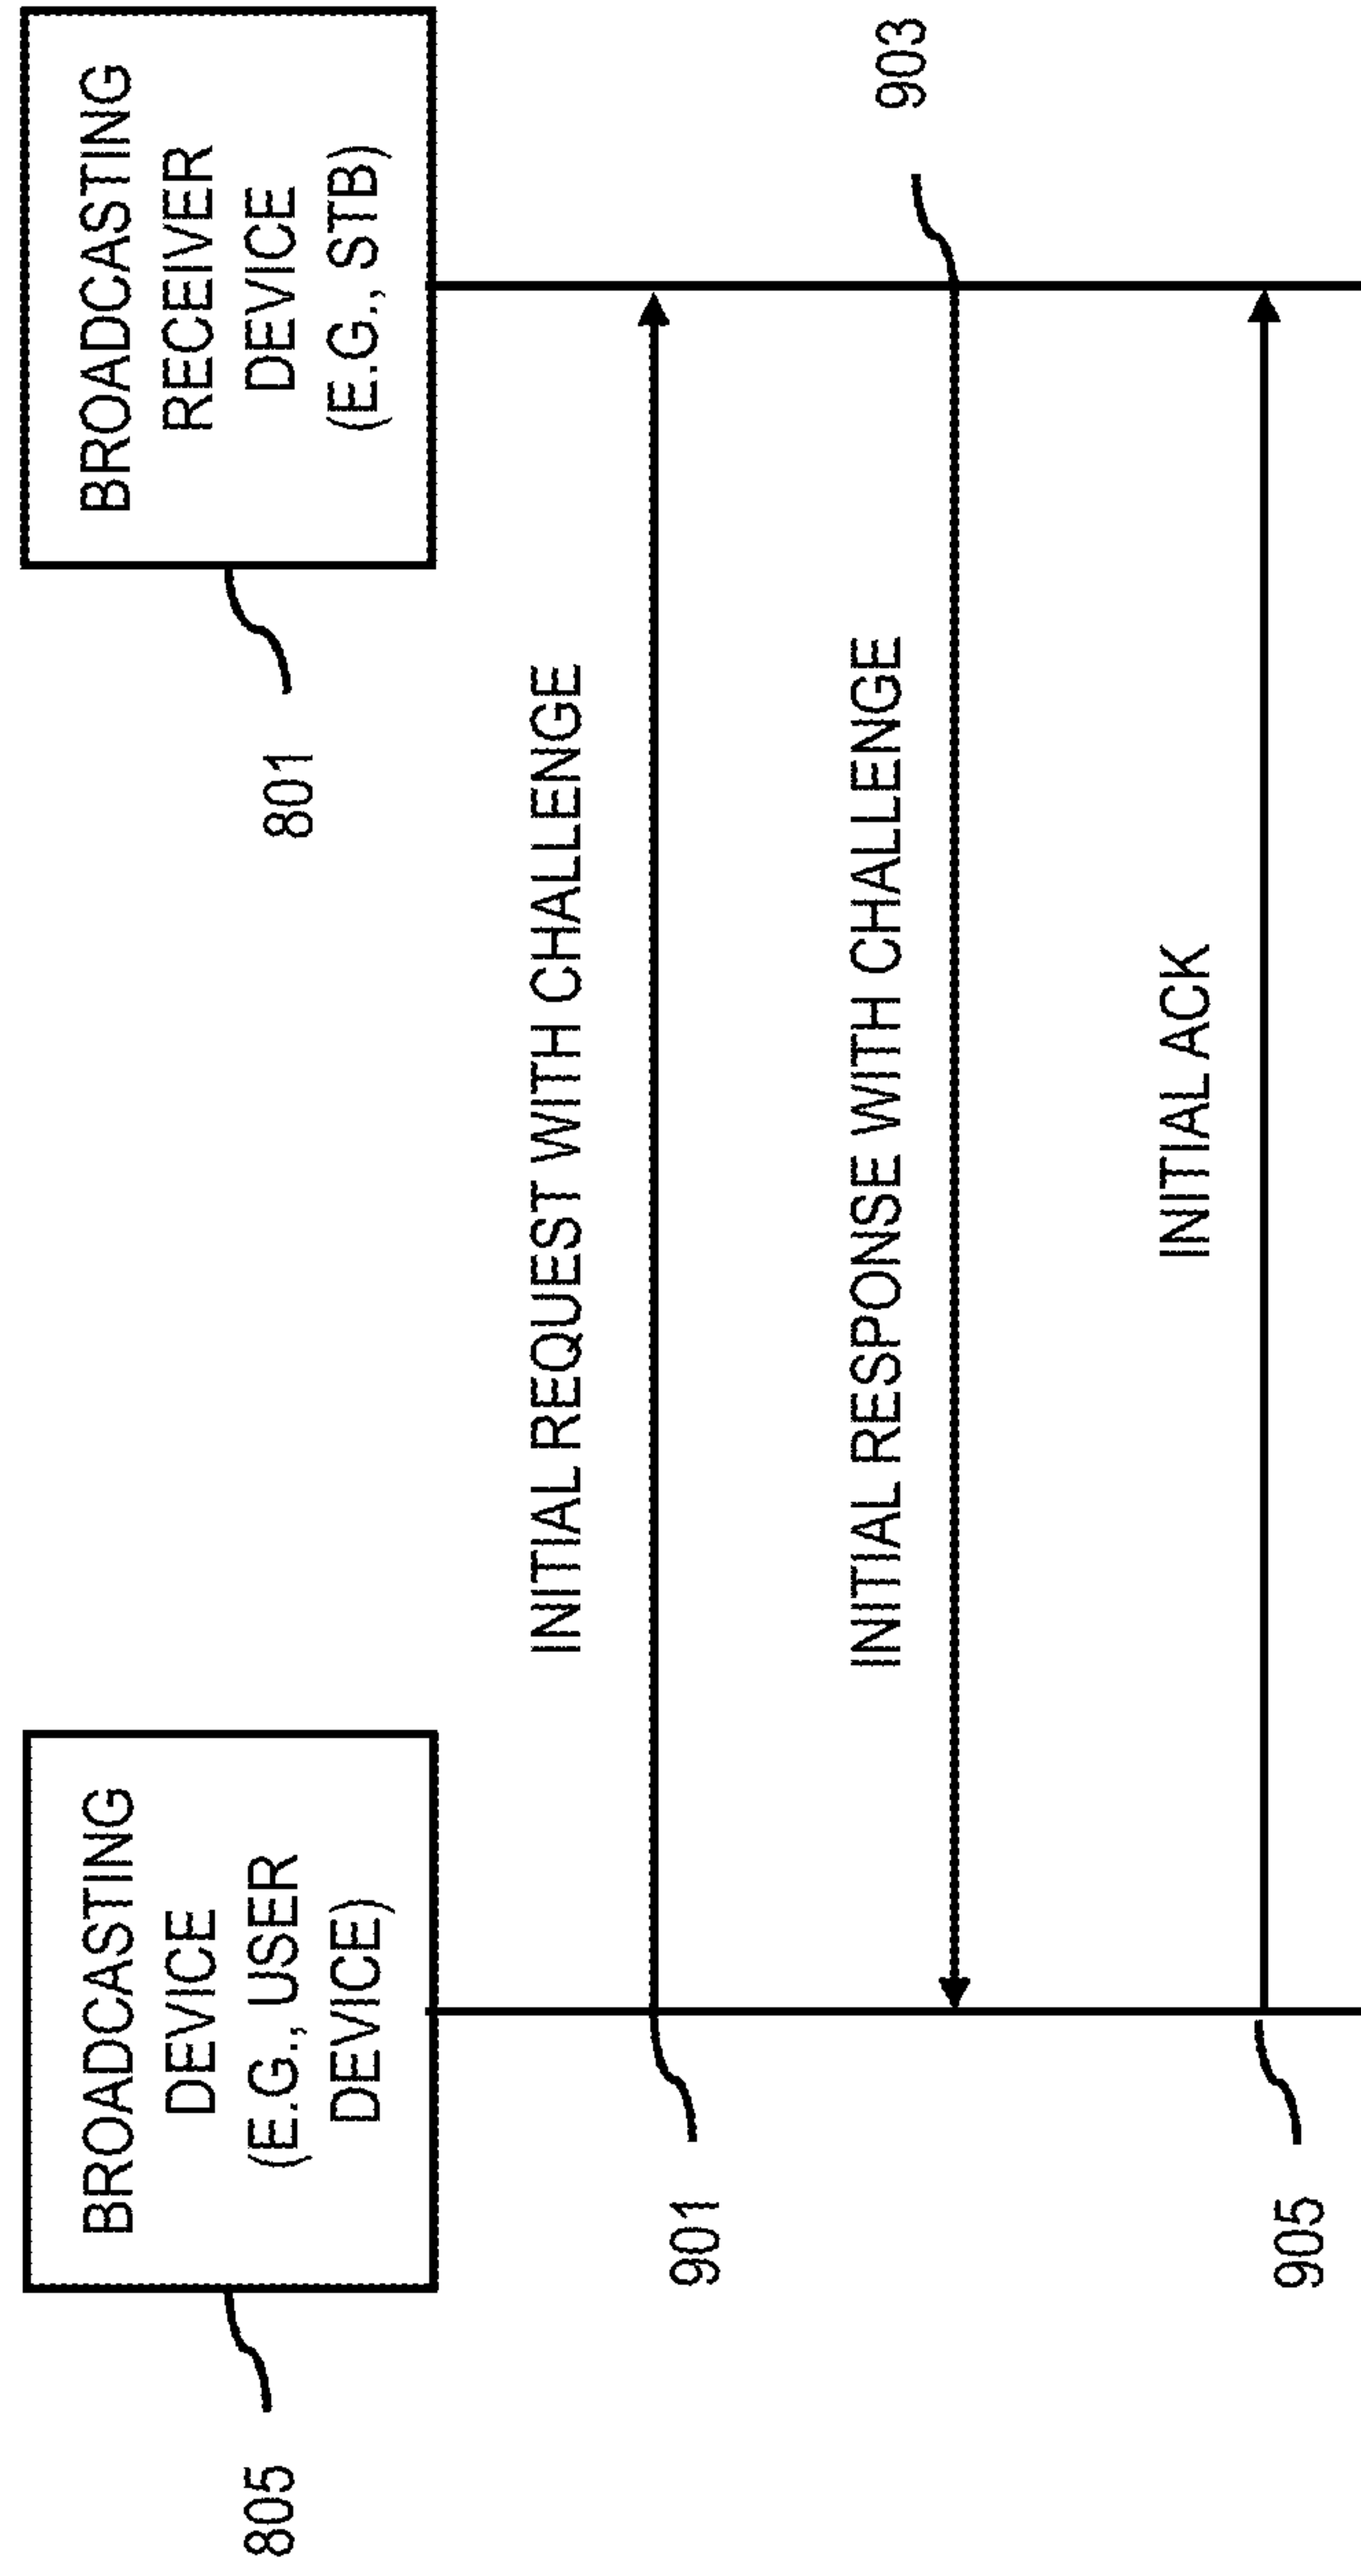 805
BROADCASTING
DEVICE
(E.G., USER
DEVICE)
801
BROADCASTING
RECEIVER
DEVICE
(E.G., STB)
901
INITIAL REQUEST WITH CHALLENGE
INITIAL RESPONSE WITH CHALLENGE
903
905
INITIAL ACK